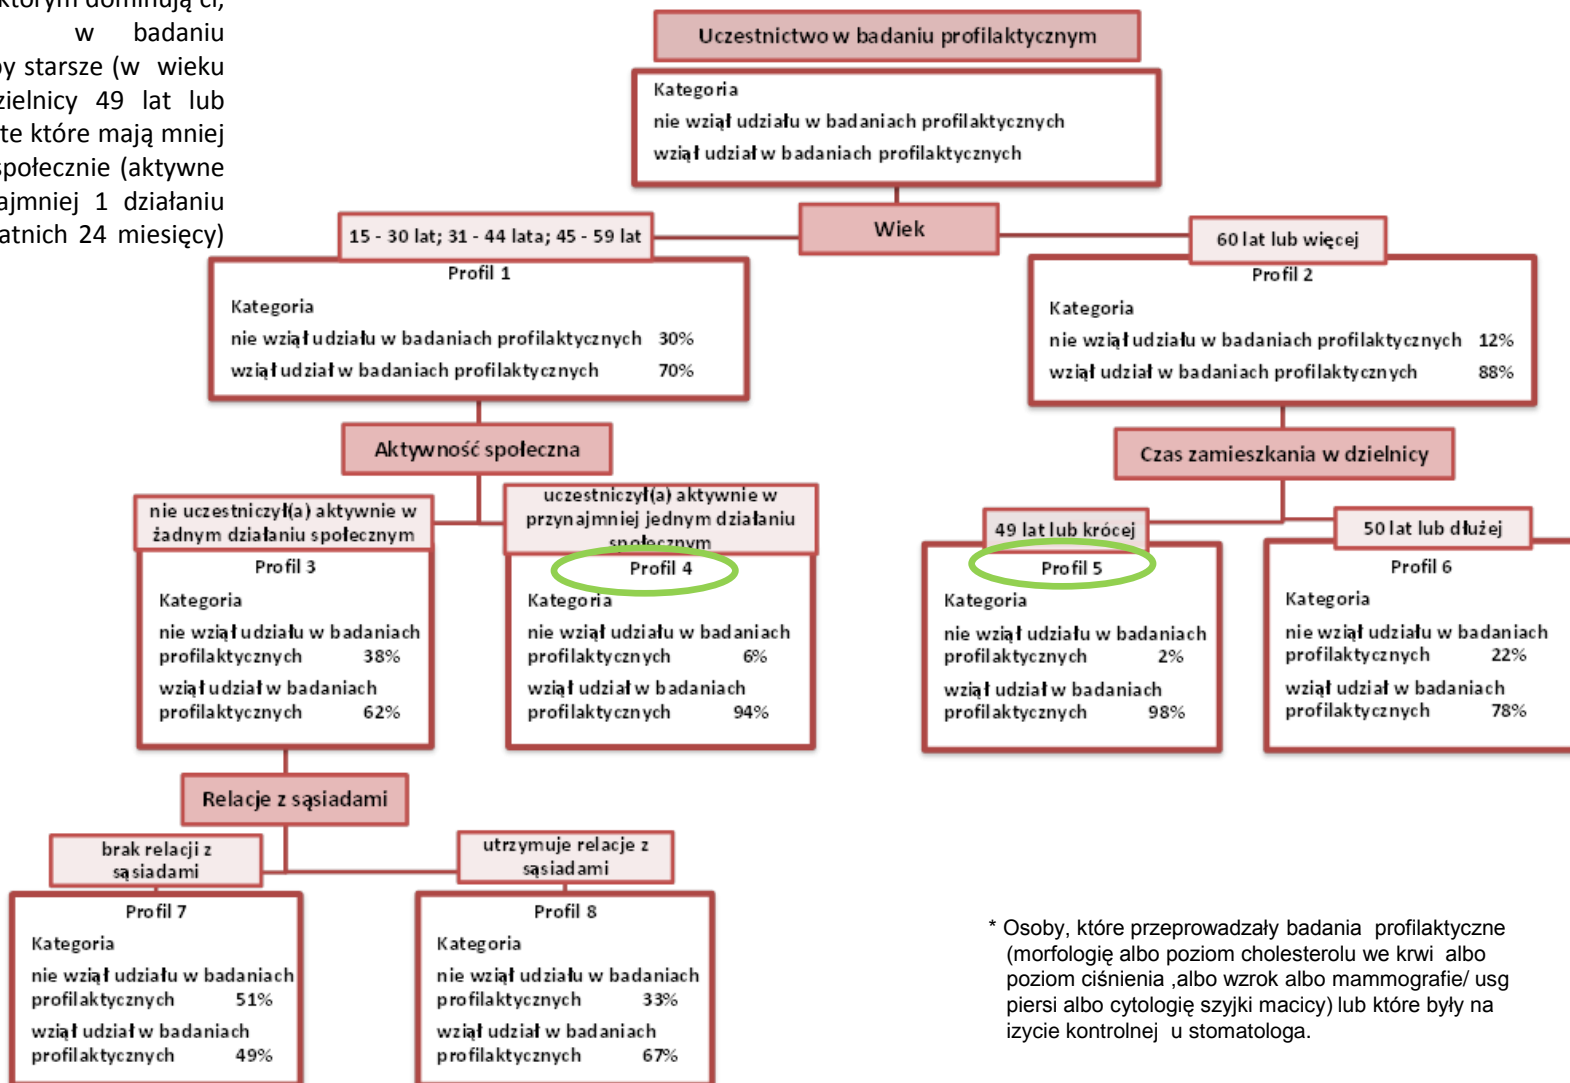 którym dominują ci,
w badaniu
by starsze (w wieku
zielnicy 49 lat lub
te które mają mniej
społecznie (aktywne
ajmniej 1 działaniu
atnich 24 miesięcy)
Uczestnictwo w badaniu profilaktycznym
Kategoria
nie wziął udziału w badaniach profilaktycznych
wziął udział w badaniach profilaktycznych
Wiek
15 - 30 lat; 31 - 44 lata; 45 - 59 lat
60 lat lub więcej
Profil 1
Kategoria
nie wziął udziału w badaniach profilaktycznych 30%
wziął udział w badaniach profilaktycznych 70%
Profil 2
Kategoria
nie wziął udziału w badaniach profilaktycznych 12%
wziął udział w badaniach profilaktycznych 88%
Aktywność społeczna
Czas zamieszkania w dzielnicy
nie uczestniczył(a) aktywnie w
żadnym działaniu społecznym
Profil 3
Kategoria
nie wziął udziału w badaniach
profilaktycznych 38%
wziął udział w badaniach
profilaktycznych 62%
uczestniczył(a) aktywnie w
przynajmniej jednym działaniu
społecznym
Profil 4
Kategoria
nie wziął udziału w badaniach
profilaktycznych 6%
wziął udział w badaniach
profilaktycznych 94%
49 lat lub krócej
Profil 5
Kategoria
nie wziął udziału w badaniach
profilaktycznych 2%
wziął udział w badaniach
profilaktycznych 98%
50 lat lub dłużej
Profil 6
Kategoria
nie wziął udziału w badaniach
profilaktycznych 22%
wziął udział w badaniach
profilaktycznych 78%
Relacje z sąsiadami
brak relacji z
sąsiadami
Profil 7
Kategoria
nie wziął udziału w badaniach
profilaktycznych 51%
wziął udział w badaniach
profilaktycznych 49%
utrzymuje relacje z
sąsiadami
Profil 8
Kategoria
nie wziął udziału w badaniach
profilaktycznych 33%
wziął udział w badaniach
profilaktycznych 67%
* Osoby, które przeprowadzały badania profilaktyczne
(morfologię albo poziom cholesterolu we krwi albo
poziom ciśnienia ,albo wzrok albo mammografie/ usg
piersi albo cytologię szyjki macicy) lub które były na
izycie kontrolnej u stomatologa.